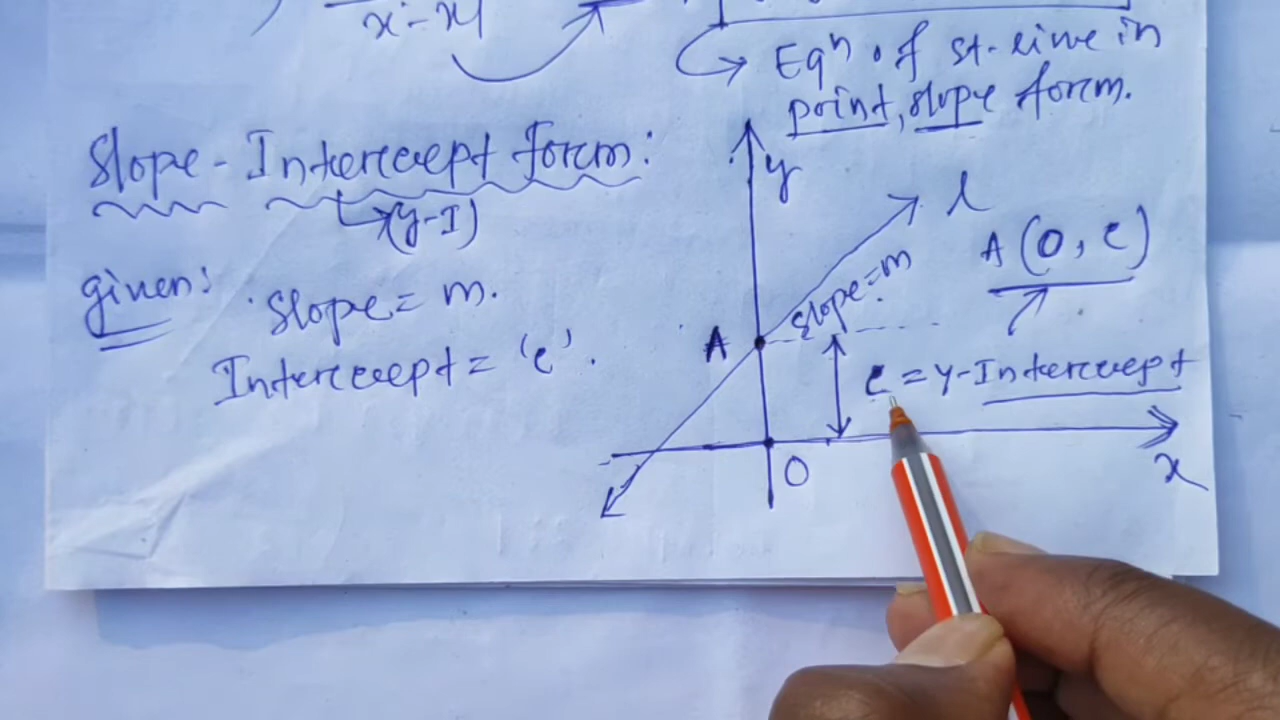 x - x1
Eqn of st-line in
point, slope form.
Slope-Intercept form:
(y-I)
given: Slope = m.
Intercept = 'c'.
y
l
slope=m
A (0, c)
A
c = y-Intercept
O
x